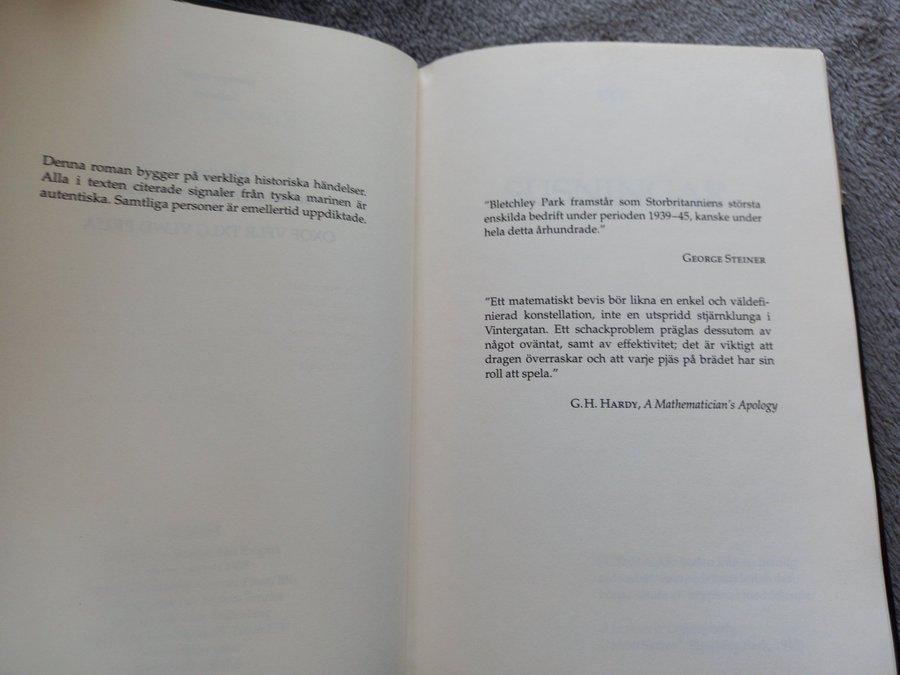 Denna roman bygger på verkliga historiska händelser.
Alla i texten citerade signaler från tyska marinen är
autentiska. Samtliga personer är emellertid uppdiktade.
"Bletchley Park framstår som Storbritanniens största
enskilda bedrift under perioden 1939–45, kanske under
hela detta århundrade."
GEORGE STEINER
"Ett matematiskt bevis bör likna en enkel och väldefi-
nierad konstellation, inte en utspridd stjärnklunga i
Vintergatan. Ett schackproblem präglas dessutom av
något oväntat, samt av effektivitet; det är viktigt att
dragen överraskar och att varje pjäs på brädet har sin
roll att spela."
G.H. HARDY, A Mathematician's Apology